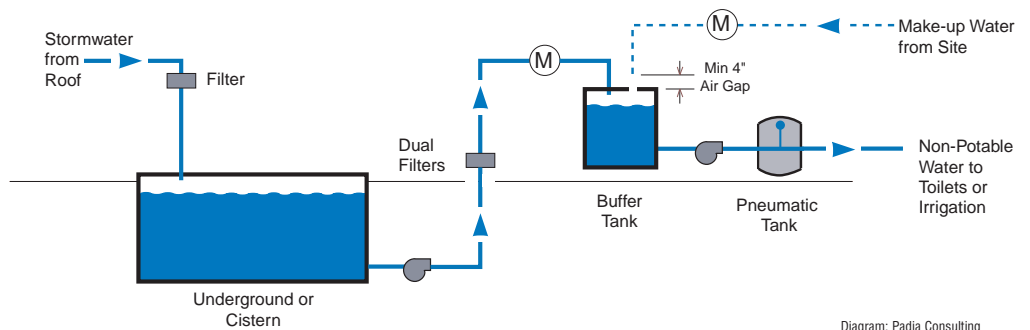 Stormwater
from
Roof
Filter
Dual
Filters
M
M
Make-up Water
from Site
Min 4"
Air Gap
Non-Potable
Water to
Toilets or
Irrigation
Buffer
Tank
Pneumatic
Tank
Underground or
Cistern
Diagram: Padia Consulting